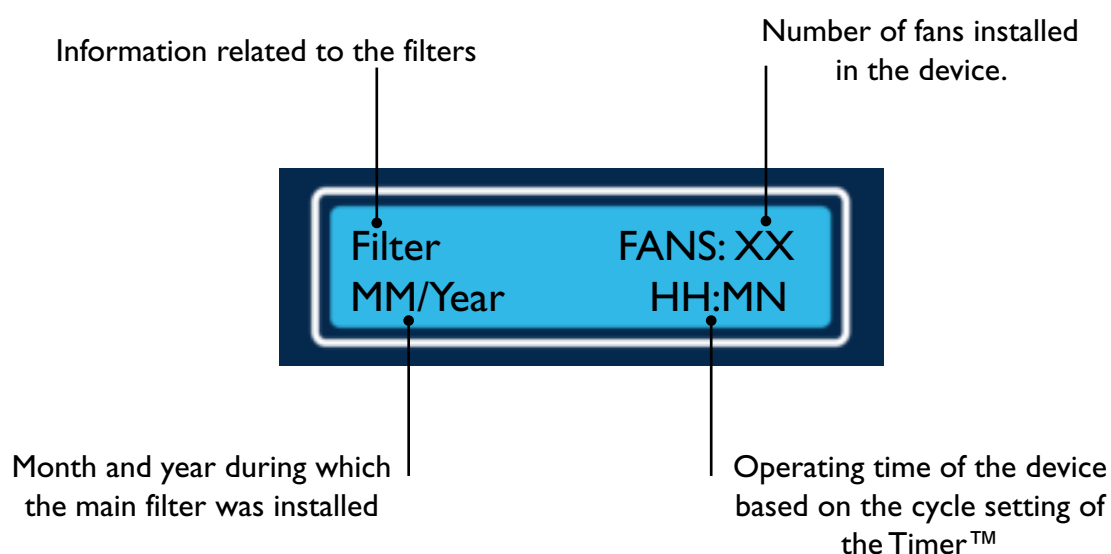 Information related to the filters
Number of fans installed
in the device.
Filter FANS: XX
MM/Year HH:MN
Month and year during which
the main filter was installed
Operating time of the device
based on the cycle setting of
the Timer™